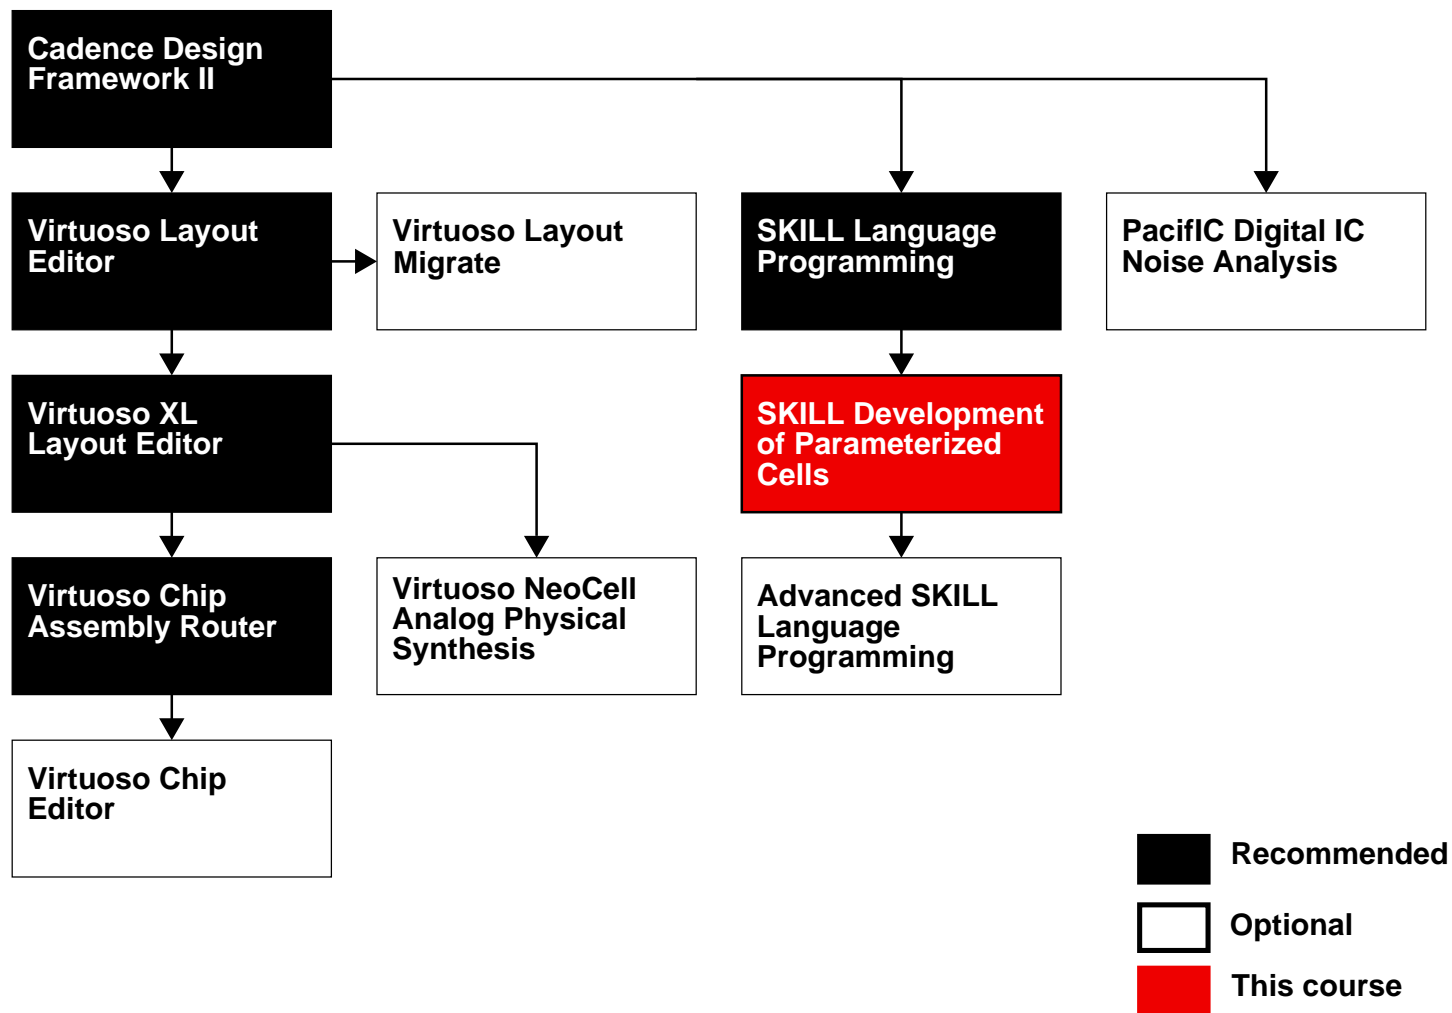 Cadence Design
Framework II
Virtuoso Layout
Editor
Virtuoso Layout
Migrate
SKILL Language
Programming
PacifIC Digital IC
Noise Analysis
Virtuoso XL
Layout Editor
SKILL Development
of Parameterized
Cells
Virtuoso Chip
Assembly Router
Virtuoso NeoCell
Analog Physical
Synthesis
Advanced SKILL
Language
Programming
Virtuoso Chip
Editor
Recommended
Optional
This course